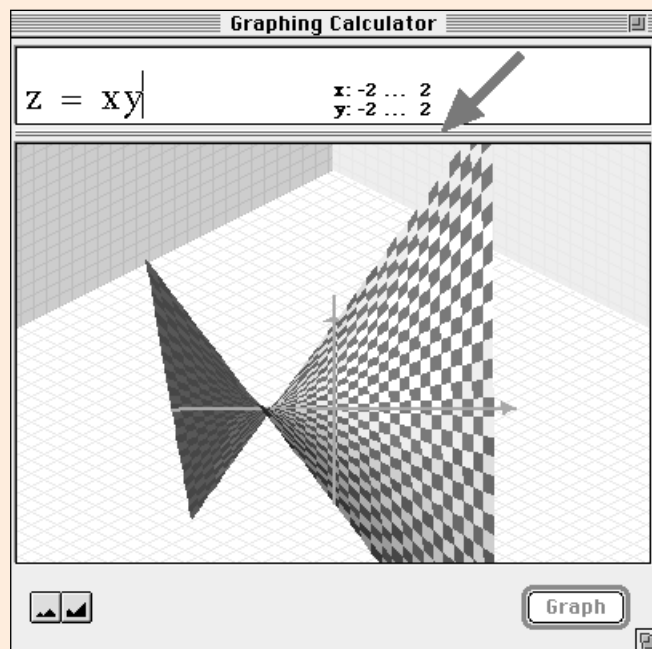 Graphing Calculator
z = xy
x: -2 ... 2
y: -2 ... 2
Graph